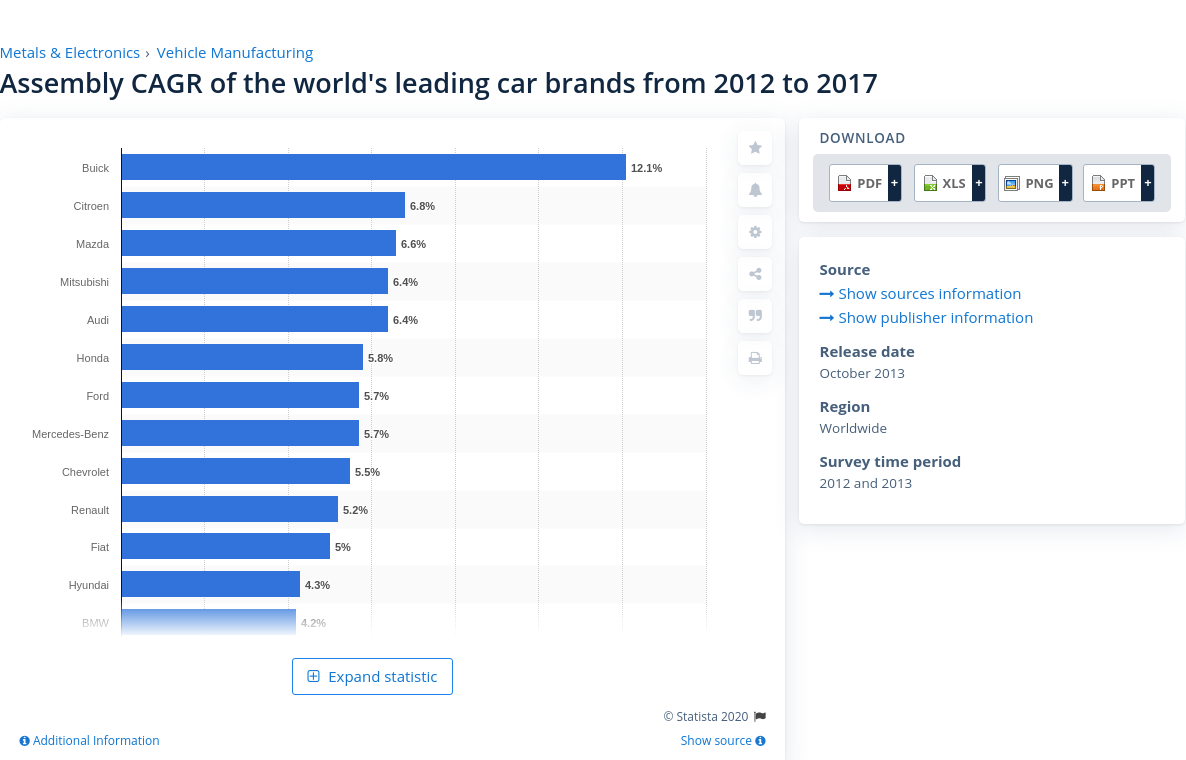 Metals & Electronics › Vehicle Manufacturing
Assembly CAGR of the world's leading car brands from 2012 to 2017
Buick 12.1%
Citroen 6.8%
Mazda 6.6%
Mitsubishi 6.4%
Audi 6.4%
Honda 5.8%
Ford 5.7%
Mercedes-Benz 5.7%
Chevrolet 5.5%
Renault 5.2%
Fiat 5%
Hyundai 4.3%
BMW 4.2%
Expand statistic
© Statista 2020
Additional Information
Show source
DOWNLOAD
PDF + XLS + PNG + PPT +
Source
Show sources information
Show publisher information
Release date
October 2013
Region
Worldwide
Survey time period
2012 and 2013